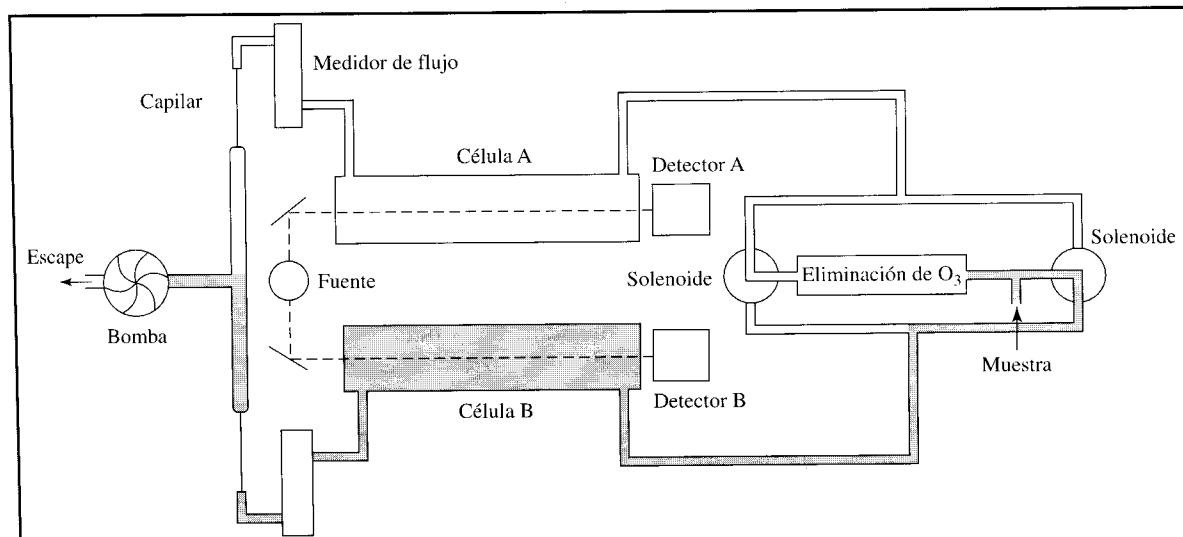 Medidor de flujo
Capilar
Célula A
Detector A
Escape
Fuente
Solenoide
Eliminación de O₃
Solenoide
Bomba
Muestra
Célula B
Detector B